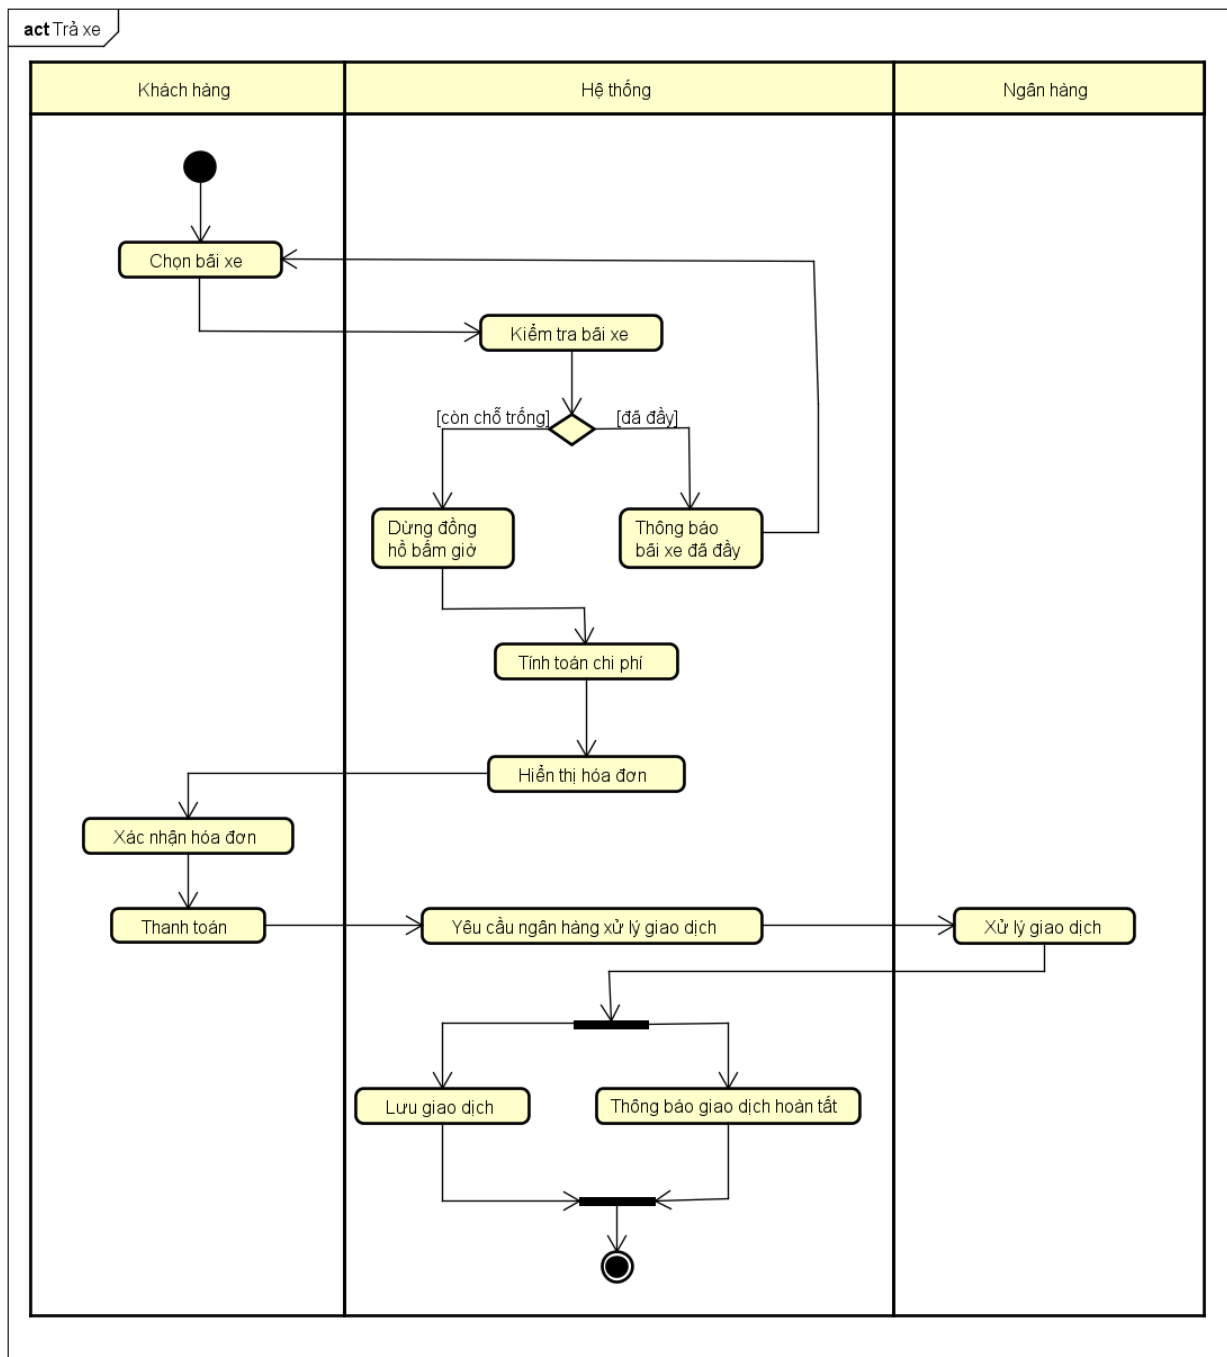 act Trả xe
Khách hàng
Hệ thống
Ngân hàng
Chọn bãi xe
Kiểm tra bãi xe
[còn chỗ trống]
[đã đầy]
Dừng đồng
hồ bấm giờ
Thông báo
bãi xe đã đầy
Tính toán chi phí
Hiển thị hóa đơn
Xác nhận hóa đơn
Thanh toán
Yêu cầu ngân hàng xử lý giao dịch
Xử lý giao dịch
Lưu giao dịch
Thông báo giao dịch hoàn tất